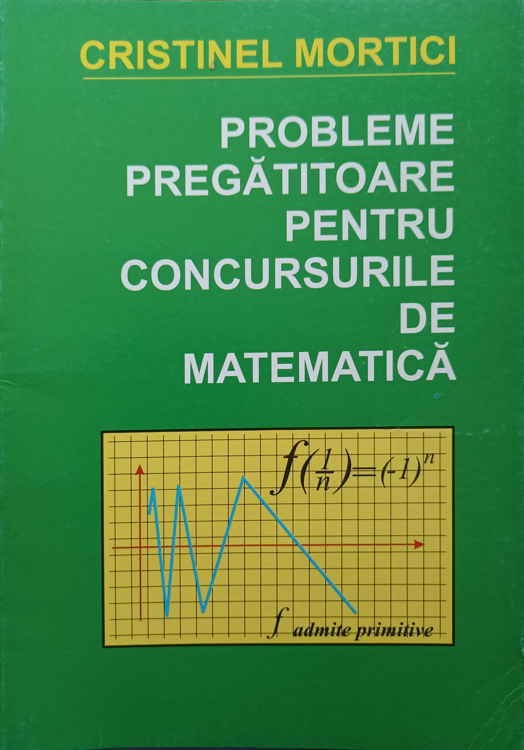 CRISTINEL MORTICI
PROBLEME
PREGĂTITOARE
PENTRU
CONCURSURILE
DE
MATEMATICĂ
f(1/n)=(-1)^n
f admite primitive